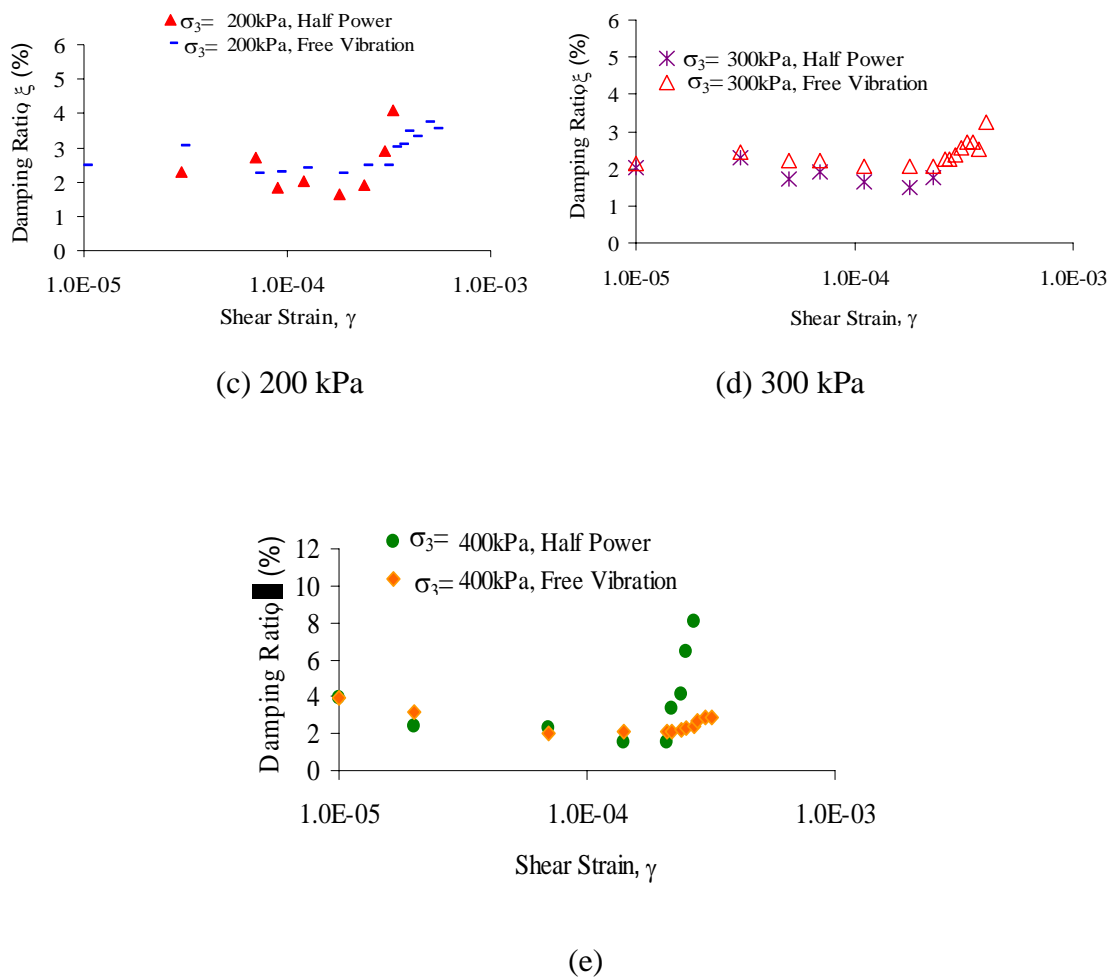 σ3= 200kPa, Half Power
σ3= 200kPa, Free Vibration
Damping Ratio ξ (%)
6
5
4
3
2
1
0
1.0E-05 1.0E-04 1.0E-03
Shear Strain, γ
(c) 200 kPa
σ3= 300kPa, Half Power
σ3= 300kPa, Free Vibration
Damping Ratio ξ (%)
6
5
4
3
2
1
0
1.0E-05 1.0E-04 1.0E-03
Shear Strain, γ
(d) 300 kPa
σ3= 400kPa, Half Power
σ3= 400kPa, Free Vibration
Damping Ratio (%)
12
10
8
6
4
2
0
1.0E-05 1.0E-04 1.0E-03
Shear Strain, γ
(e)